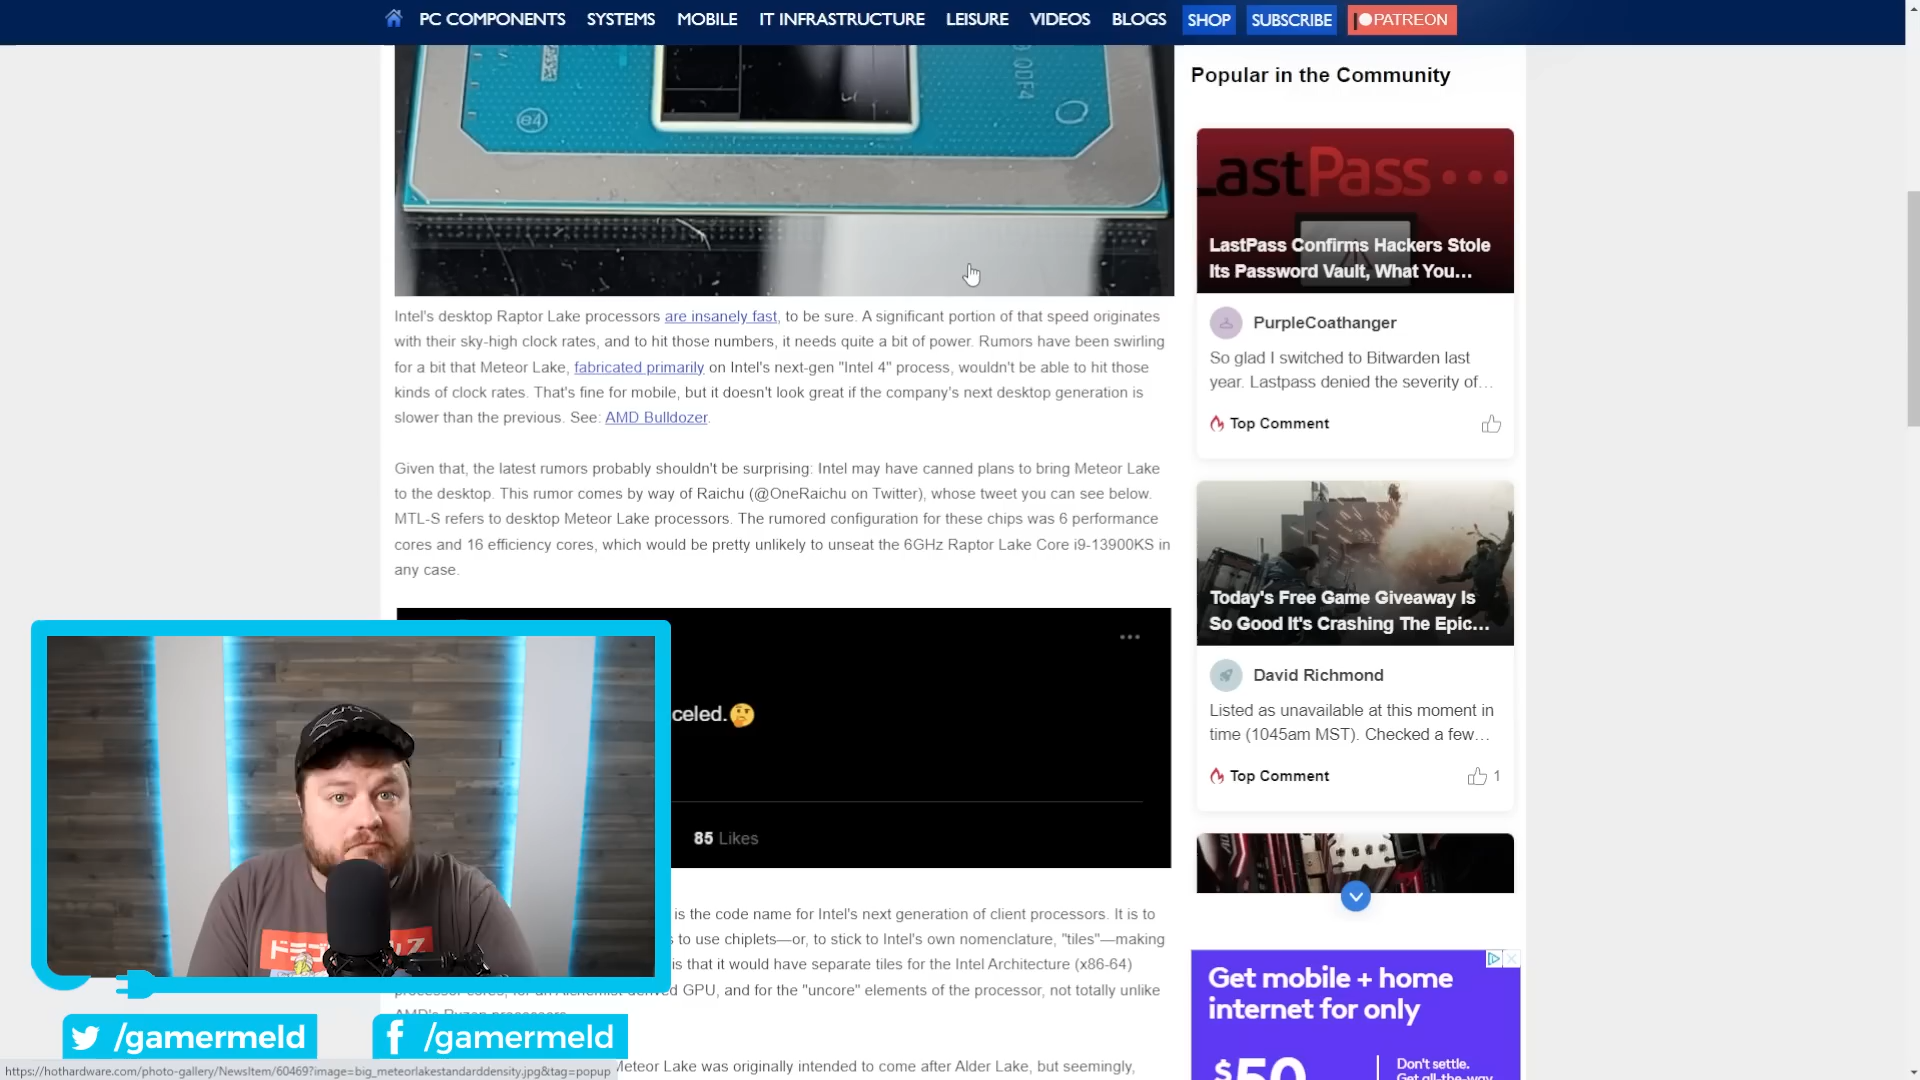 PC COMPONENTS SYSTEMS MOBILE IT INFRASTRUCTURE LEISURE VIDEOS BLOGS SHOP SUBSCRIBE PATREON
e4
Intel's desktop Raptor Lake processors are insanely fast, to be sure. A significant portion of that speed originates
with their sky-high clock rates, and to hit those numbers, it needs quite a bit of power. Rumors have been swirling
for a bit that Meteor Lake, fabricated primarily on Intel's next-gen "Intel 4" process, wouldn't be able to hit those
kinds of clock rates. That's fine for mobile, but it doesn't look great if the company's next desktop generation is
slower than the previous. See: AMD Bulldozer.
Given that, the latest rumors probably shouldn't be surprising: Intel may have canned plans to bring Meteor Lake
to the desktop. This rumor comes by way of Raichu (@OneRaichu on Twitter), whose tweet you can see below.
MTL-S refers to desktop Meteor Lake processors. The rumored configuration for these chips was 6 performance
cores and 16 efficiency cores, which would be pretty unlikely to unseat the 6GHz Raptor Lake Core i9-13900KS in
any case.
celed.🤔
85 Likes
is the code name for Intel's next generation of client processors. It is to
s to use chiplets—or, to stick to Intel's own nomenclature, "tiles"—making
is that it would have separate tiles for the Intel Architecture (x86-64)
d GPU, and for the "uncore" elements of the processor, not totally unlike
Meteor Lake was originally intended to come after Alder Lake, but seemingly,
Popular in the Community
LastPass •••
LastPass Confirms Hackers Stole
Its Password Vault, What You...
PurpleCoathanger
So glad I switched to Bitwarden last
year. Lastpass denied the severity of...
Top Comment
Today's Free Game Giveaway Is
So Good It's Crashing The Epic...
David Richmond
Listed as unavailable at this moment in
time (1045am MST). Checked a few...
Top Comment 1
Get mobile + home
internet for only
$50
Don't settle.
Get all-the-way
/gamermeld /gamermeld
https://hothardware.com/photo-gallery/NewsItem/60469?image=big_meteorlakestandarddensity.jpg&tag=popup